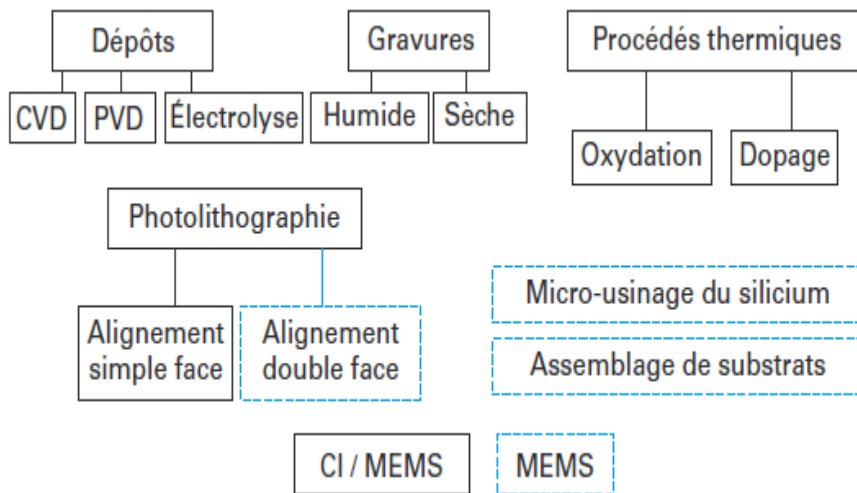 Dépôts
Gravures
Procédés thermiques
CVD
PVD
Électrolyse
Humide
Sèche
Oxydation
Dopage
Photolithographie
Alignement
simple face
Alignement
double face
Micro-usinage du silicium
Assemblage de substrats
CI / MEMS
MEMS